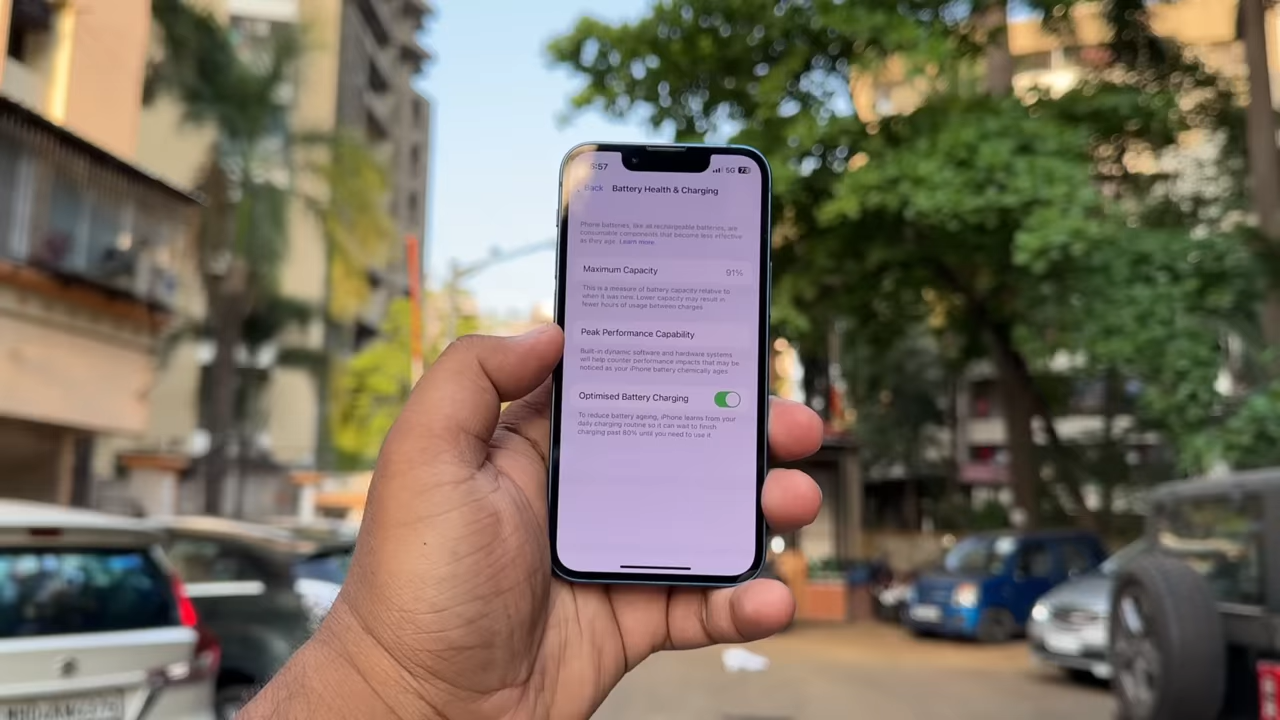 :57
5G 73
Back Battery Health & Charging
Phone batteries, like all rechargeable batteries, are
consumable components that become less effective
as they age. Learn more.
Maximum Capacity 91%
This is a measure of battery capacity relative to
when it was new. Lower capacity may result in
fewer hours of usage between charges
Peak Performance Capability
Built-in dynamic software and hardware systems
will help counter performance impacts that may be
noticed as your iPhone battery chemically ages
Optimised Battery Charging
To reduce battery ageing, iPhone learns from your
daily charging routine so it can wait to finish
charging past 80% until you need to use it